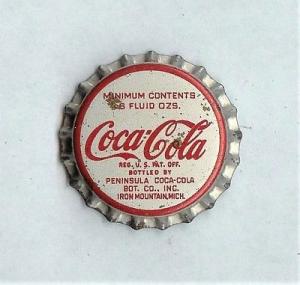 MINIMUM CONTENTS
6 FLUID OZS.
Coca-Cola
REG. U. S. PAT. OFF.
BOTTLED BY
PENINSULA COCA-COLA
BOT. CO., INC.
IRON MOUNTAIN, MICH.